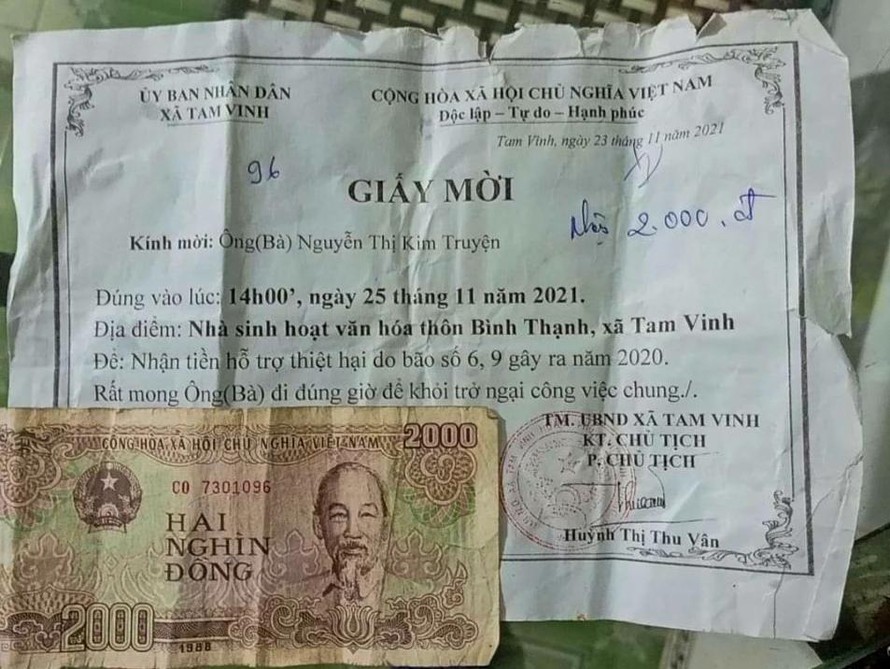 ỦY BAN NHÂN DÂN
XÃ TAM VINH
CỘNG HÒA XÃ HỘI CHỦ NGHĨA VIỆT NAM
Độc lập – Tự do – Hạnh phúc
Tam Vinh, ngày 23 tháng 11 năm 2021
96
GIẤY MỜI
2.000.đ
Kính mời: Ông(Bà) Nguyễn Thị Kim Truyện
Đúng vào lúc: 14h00', ngày 25 tháng 11 năm 2021.
Địa điểm: Nhà sinh hoạt văn hóa thôn Bình Thạnh, xã Tam Vinh
Để: Nhận tiền hỗ trợ thiệt hại do bão số 6, 9 gây ra năm 2020.
Rất mong Ông(Bà) đi đúng giờ để khỏi trở ngại công việc chung./.
TM. UBND XÃ TAM VINH
KT. CHỦ TỊCH
P. CHỦ TỊCH
Huỳnh Thị Thu Vân
CỘNG HÒA XÃ HỘI CHỦ NGHĨA VIỆT NAM
2000
CO 7301096
HAI
NGHÌN
ĐỒNG
2000
1988